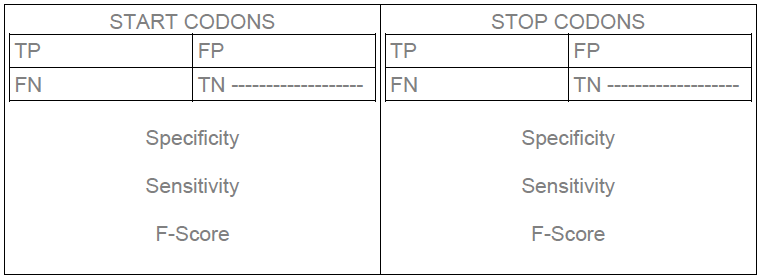 START CODONS
TP FP
FN TN -------------------
Specificity
Sensitivity
F-Score
STOP CODONS
TP FP
FN TN -------------------
Specificity
Sensitivity
F-Score